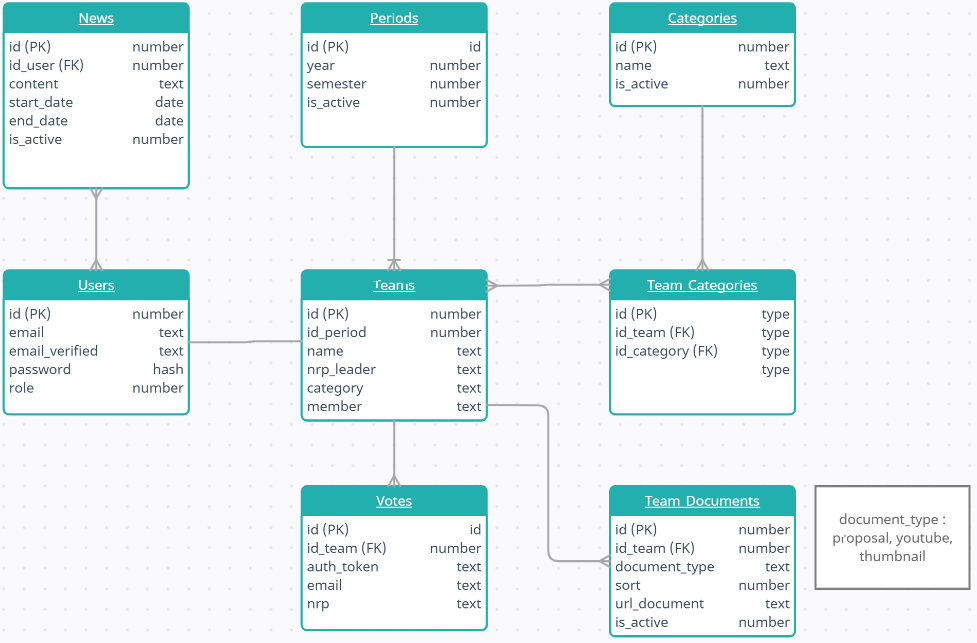 News
id (PK) number
id_user (FK) number
content text
start_date date
end_date date
is_active number
Periods
id (PK) id
year number
semester number
is_active number
Categories
id (PK) number
name text
is_active number
Users
id (PK) number
email text
email_verified text
password hash
role number
Teams
id (PK) number
id_period number
name text
nrp_leader text
category text
member text
Team Categories
id (PK) type
id_team (FK) type
id_category (FK) type
type
Votes
id (PK) id
id_team (FK) number
auth_token text
email text
nrp text
Team Documents
id (PK) number
id_team (FK) number
document_type text
sort number
url_document text
is_active number
document_type :
proposal, youtube,
thumbnail